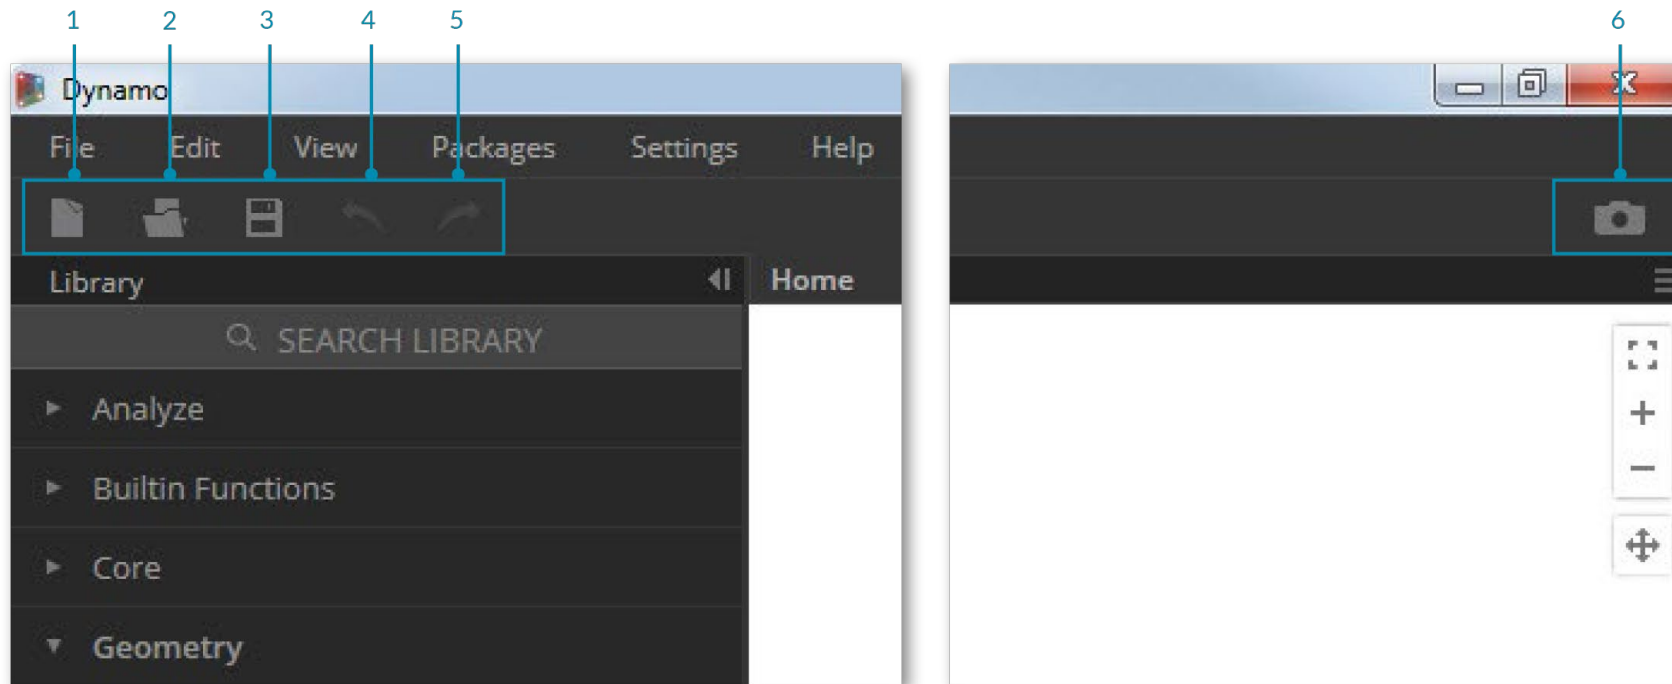 1 2 3 4 5 6
Dynamo
File Edit View Packages Settings Help
Library Home
SEARCH LIBRARY
Analyze
Builtin Functions
Core
Geometry